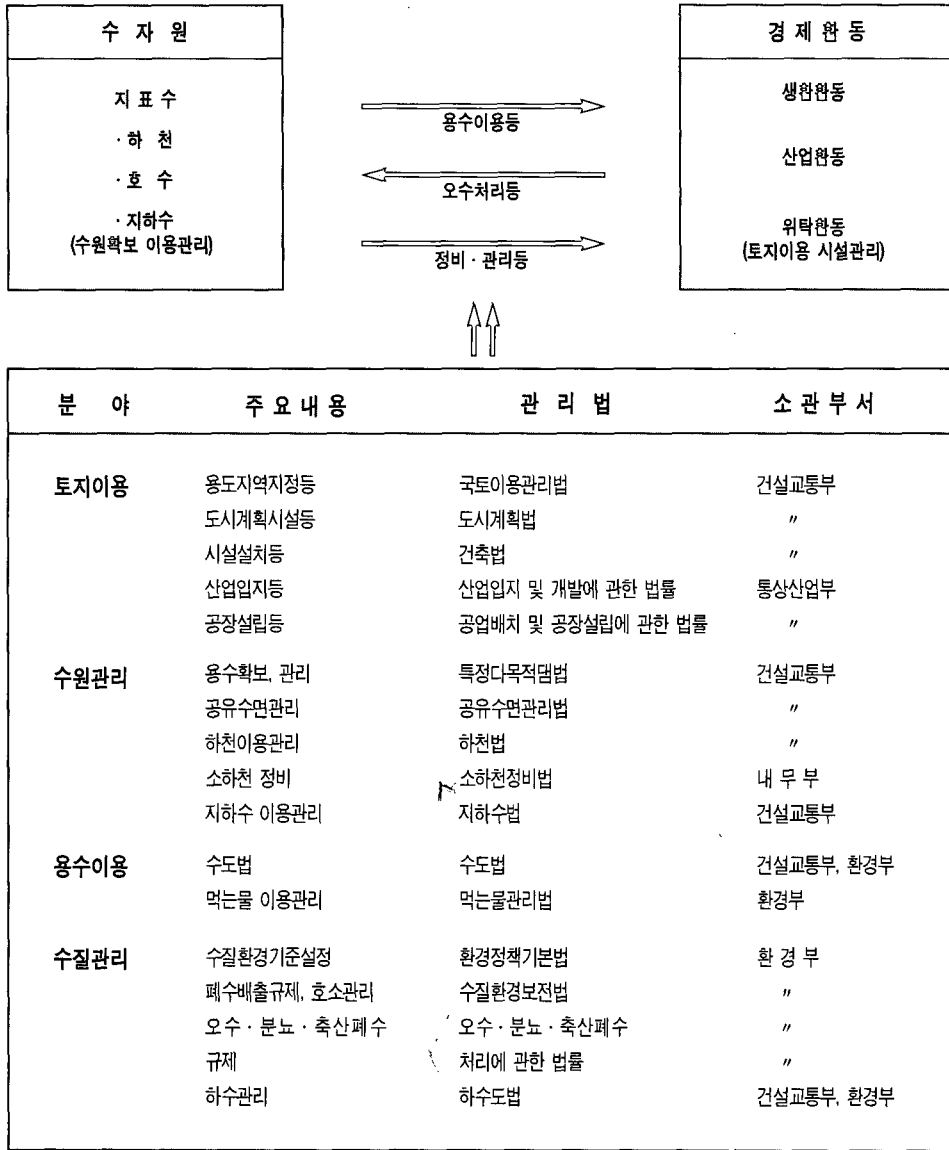 수 자 원
지 표 수
· 하 천
· 호 수
· 지하수
(수원확보 이용관리)
용수이용등
오수처리등
정비 · 관리등
경 제 환 동
생환환동
산업환동
위탁환동
(토지이용 시설관리)
분 야 주 요 내 용 관 리 법 소 관 부 서
토지이용 용도지역지정등 국토이용관리법 건설교통부
도시계획시설등 도시계획법 〃
시설설치등 건축법 〃
산업입지등 산업입지 및 개발에 관한 법률 통상산업부
공장설립등 공업배치 및 공장설립에 관한 법률 〃
수원관리 용수확보, 관리 특정다목적댐법 건설교통부
공유수면관리 공유수면관리법 〃
하천이용관리 하천법 〃
소하천 정비 소하천정비법 내 무 부
지하수 이용관리 지하수법 건설교통부
용수이용 수도법 수도법 건설교통부, 환경부
먹는물 이용관리 먹는물관리법 환경부
수질관리 수질환경기준설정 환경정책기본법 환 경 부
폐수배출규제, 호소관리 수질환경보전법 〃
오수 · 분뇨 · 축산폐수 오수 · 분뇨 · 축산폐수 〃
규제 처리에 관한 법률 〃
하수관리 하수도법 건설교통부, 환경부